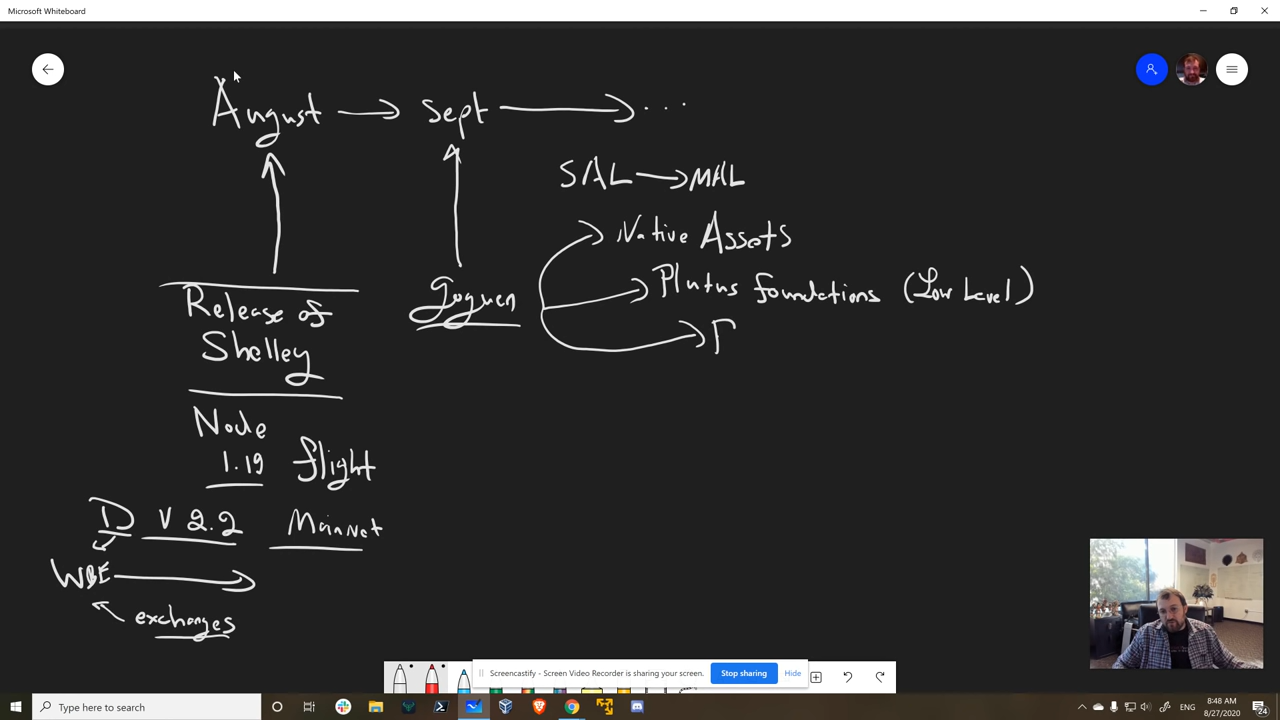 Microsoft Whiteboard
August → Sept → ...
SAL → MAL
Native Assets
Plutus foundations (Low Level)
Goguen
Release of
Shelley
Node
1.19 flight
D V 2.2 Mainnet
WBE →
exchanges
Screencastify - Screen Video Recorder is sharing your screen.
Stop sharing
Hide
Type here to search
ENG
8:48 AM
8/27/2020
24